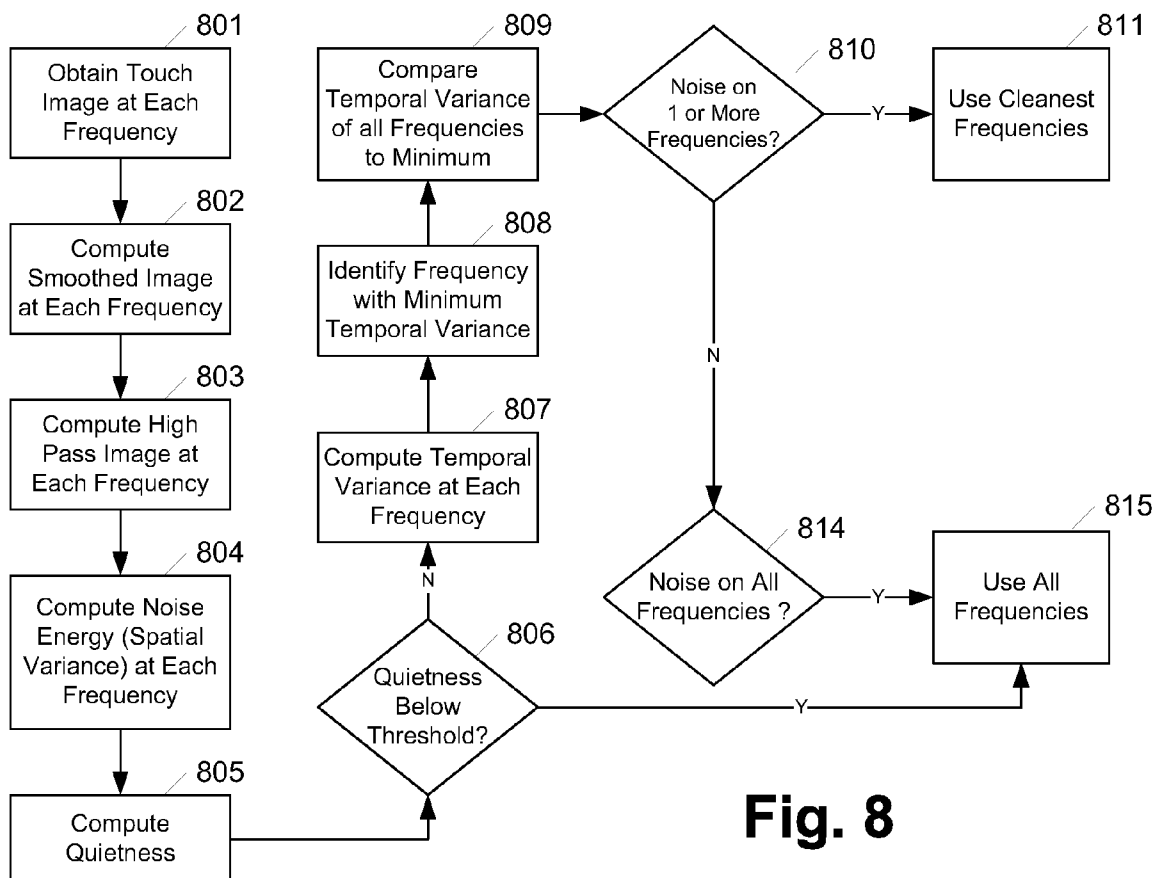 801
Obtain Touch
Image at Each
Frequency
802
Compute
Smoothed Image
at Each Frequency
803
Compute High
Pass Image at
Each Frequency
804
Compute Noise
Energy (Spatial
Variance) at Each
Frequency
805
Compute
Quietness
806
Quietness
Below
Threshold?
N
Y
807
Compute Temporal
Variance at Each
Frequency
808
Identify Frequency
with Minimum
Temporal Variance
809
Compare
Temporal Variance
of all Frequencies
to Minimum
810
Noise on
1 or More
Frequencies?
Y
N
811
Use Cleanest
Frequencies
814
Noise on All
Frequencies ?
Y
815
Use All
Frequencies
Fig. 8